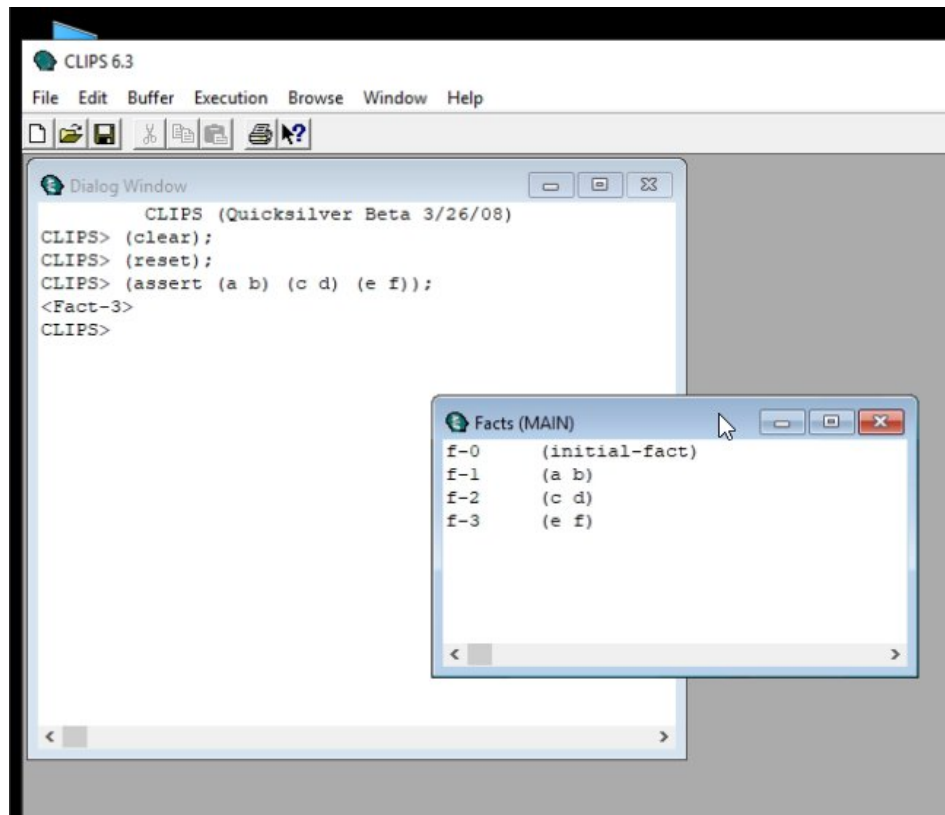 CLIPS 6.3
File Edit Buffer Execution Browse Window Help
Dialog Window
CLIPS (Quicksilver Beta 3/26/08)
CLIPS> (clear);
CLIPS> (reset);
CLIPS> (assert (a b) (c d) (e f));
<Fact-3>
CLIPS>
Facts (MAIN)
f-0 (initial-fact)
f-1 (a b)
f-2 (c d)
f-3 (e f)